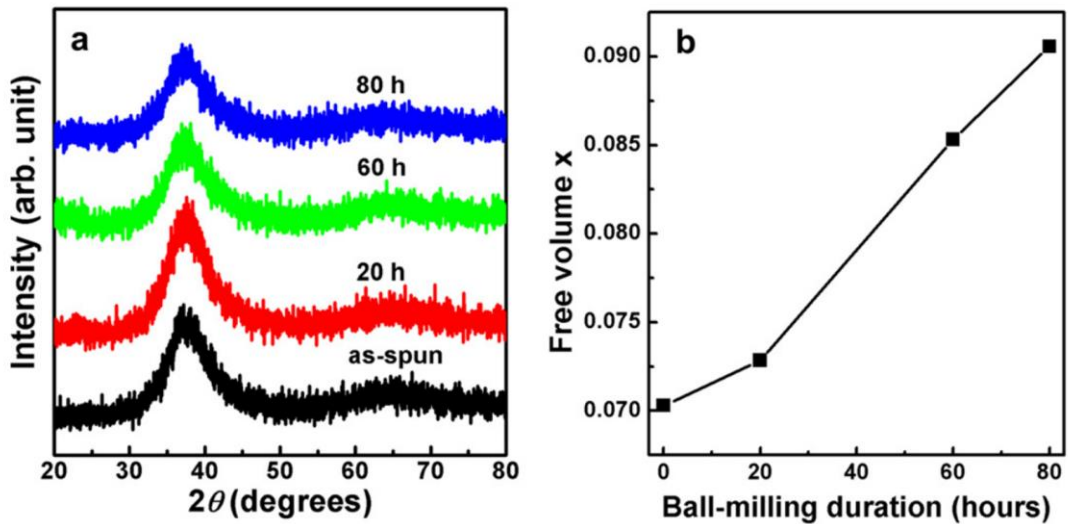 a
80 h
60 h
20 h
as-spun
Intensity (arb. unit)
20 30 40 50 60 70 80
2θ (degrees)
b
0.090
0.085
0.080
0.075
0.070
Free volume x
0 20 40 60 80
Ball-milling duration (hours)